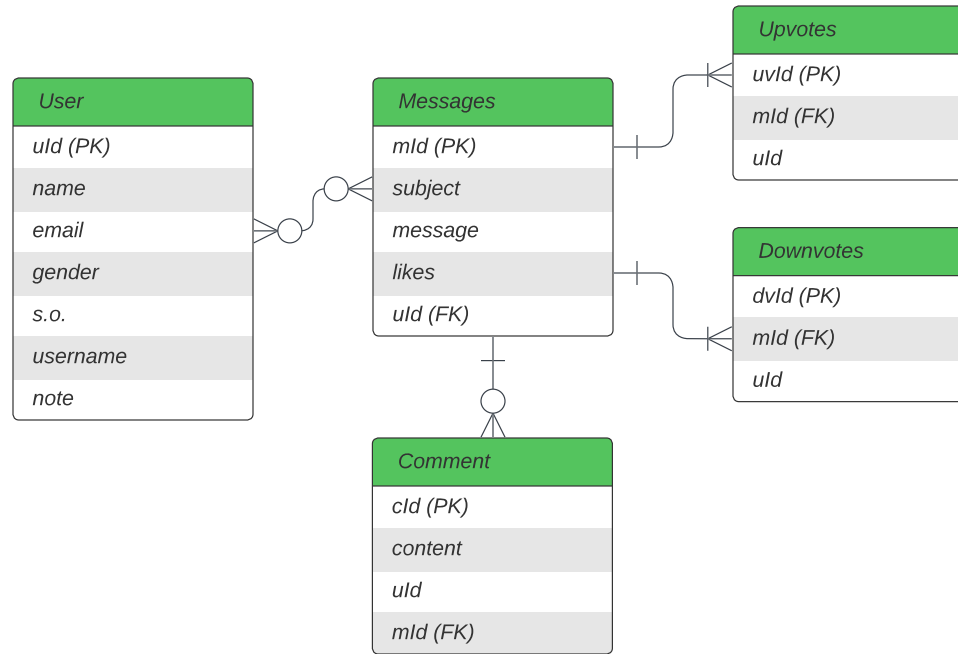 User
uId (PK)
name
email
gender
s.o.
username
note
Messages
mId (PK)
subject
message
likes
uId (FK)
Upvotes
uvId (PK)
mId (FK)
uId
Downvotes
dvId (PK)
mId (FK)
uId
Comment
cId (PK)
content
uId
mId (FK)